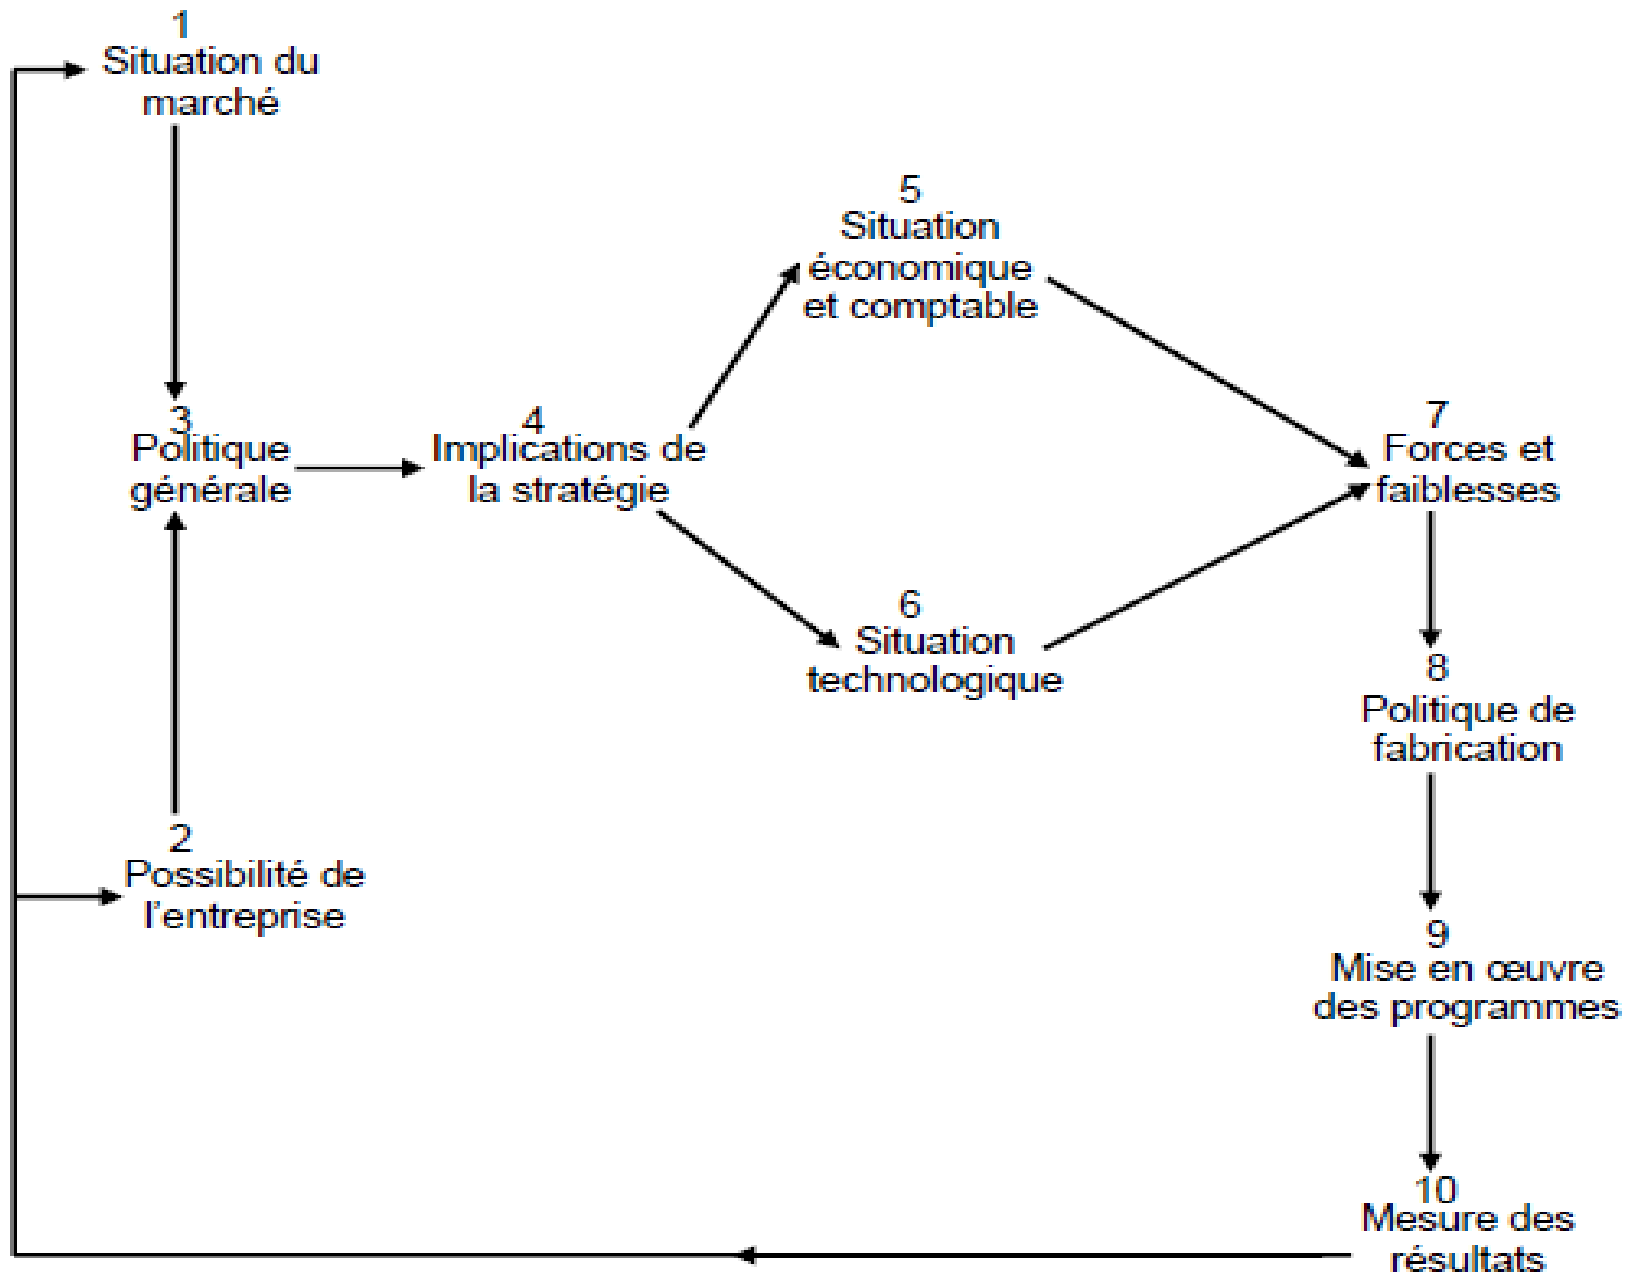 1
Situation du
marché
5
Situation
économique
et comptable
3
Politique
générale
4
Implications de
la stratégie
7
Forces et
faiblesses
6
Situation
technologique
8
Politique de
fabrication
2
Possibilité de
l'entreprise
9
Mise en œuvre
des programmes
10
Mesure des
résultats